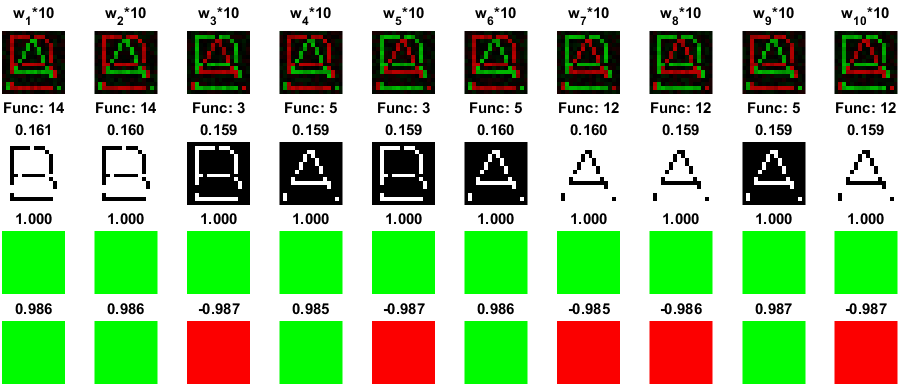 w1*10 w2*10 w3*10 w4*10 w5*10 w6*10 w7*10 w8*10 w9*10 w10*10
Func: 14 Func: 14 Func: 3 Func: 5 Func: 3 Func: 5 Func: 12 Func: 12 Func: 5 Func: 12
0.161 0.160 0.159 0.159 0.159 0.160 0.160 0.159 0.159 0.159
1.000 1.000 1.000 1.000 1.000 1.000 1.000 1.000 1.000 1.000
0.986 0.986 -0.987 0.985 -0.987 0.986 -0.985 -0.986 0.987 -0.987